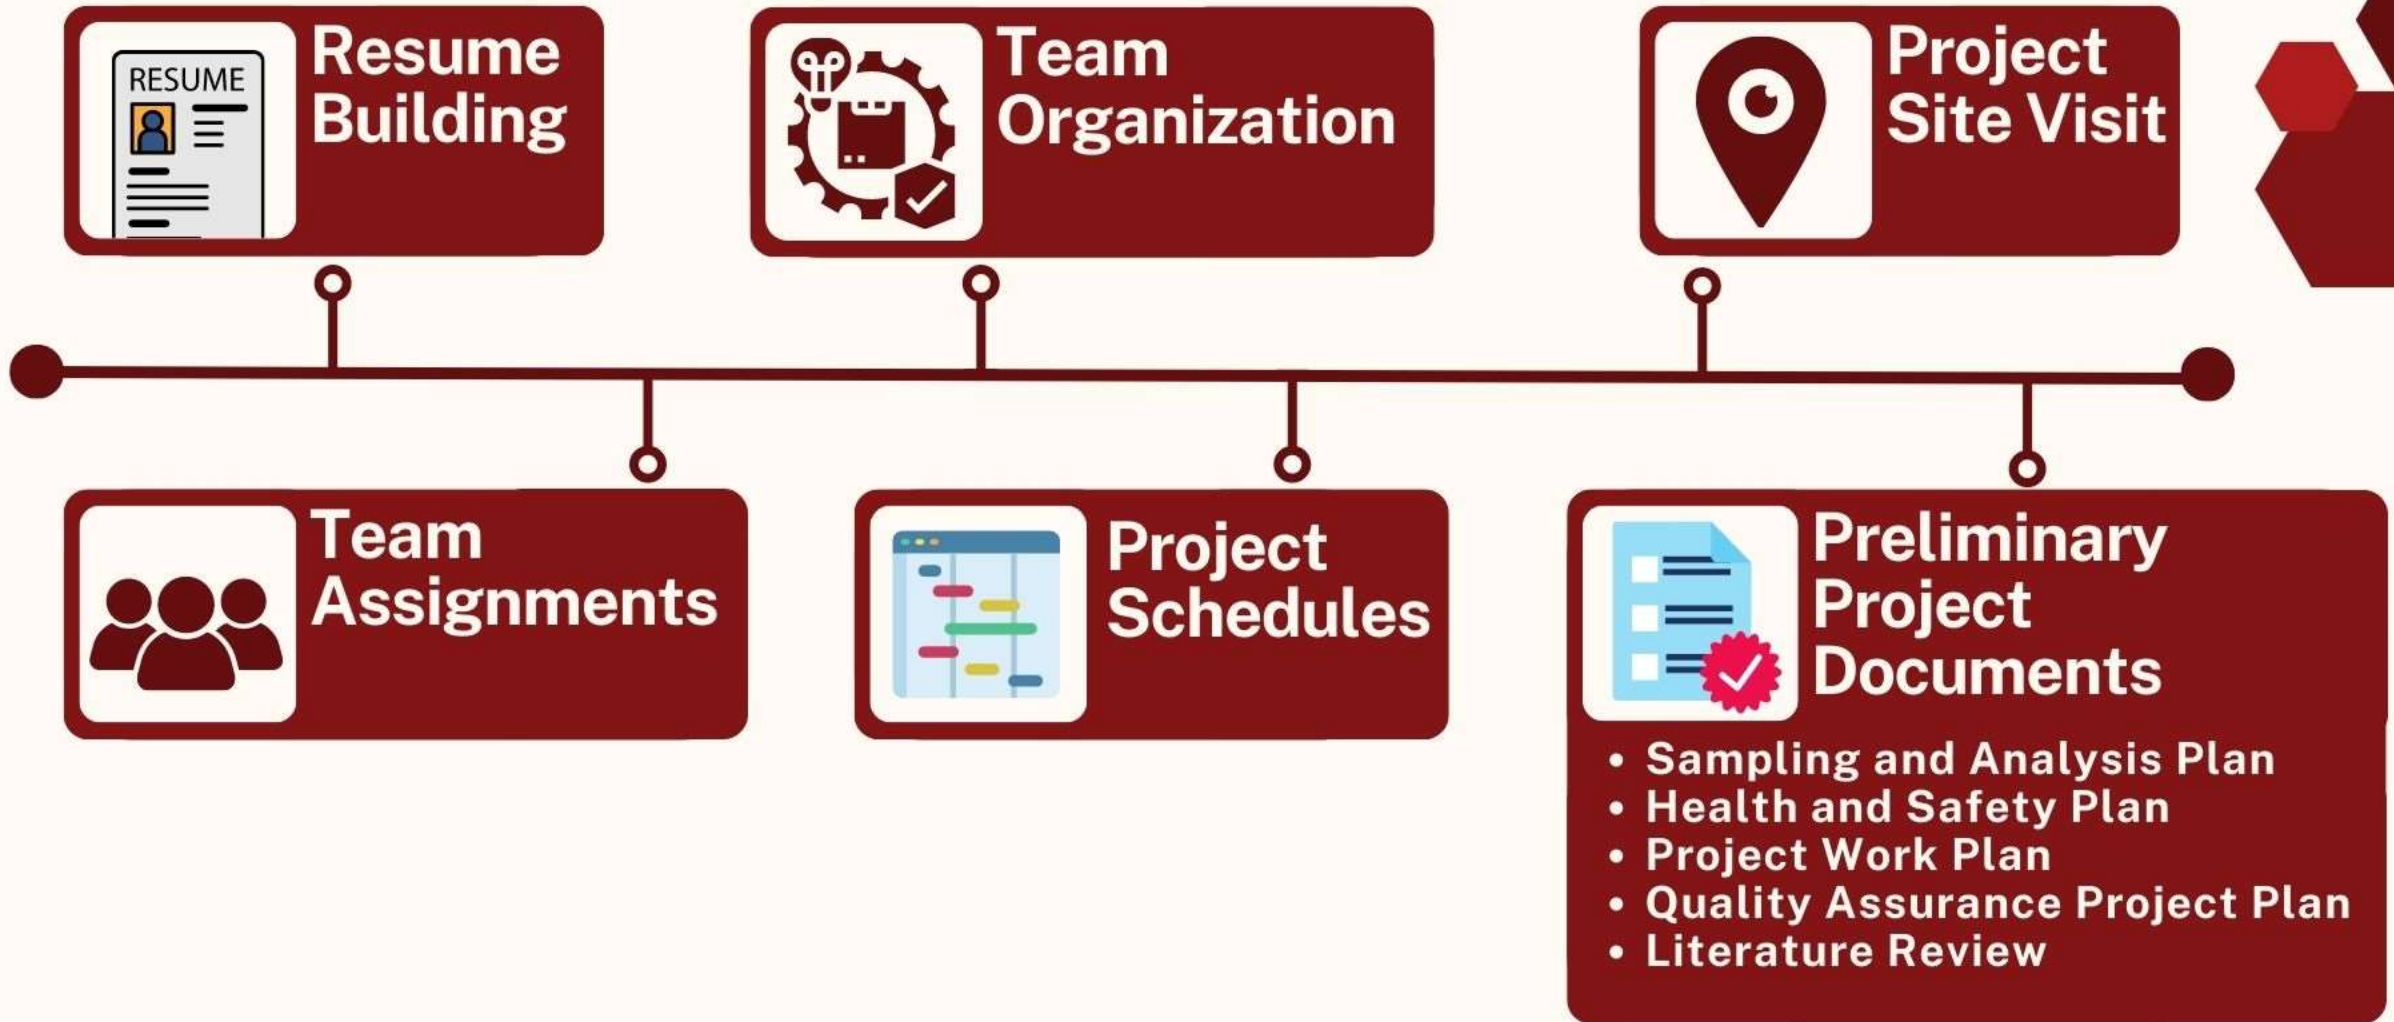 RESUME
Resume
Building
Team
Organization
Project
Site Visit
Team
Assignments
Project
Schedules
Preliminary
Project
Documents
• Sampling and Analysis Plan
• Health and Safety Plan
• Project Work Plan
• Quality Assurance Project Plan
• Literature Review